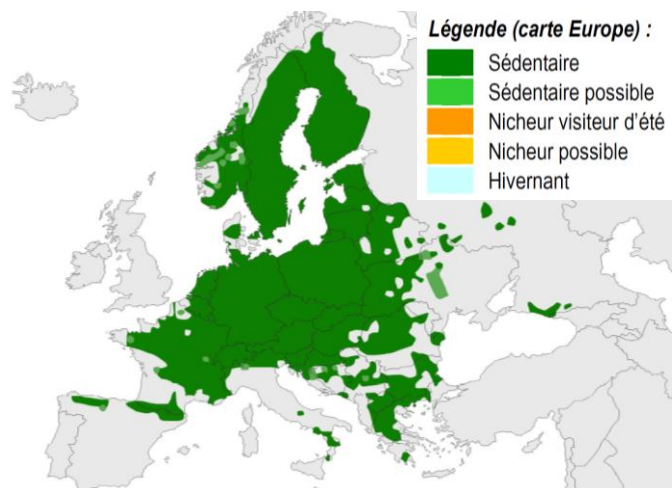 Légende (carte Europe) :
Sédentaire
Sédentaire possible
Nicheur visiteur d'été
Nicheur possible
Hivernant